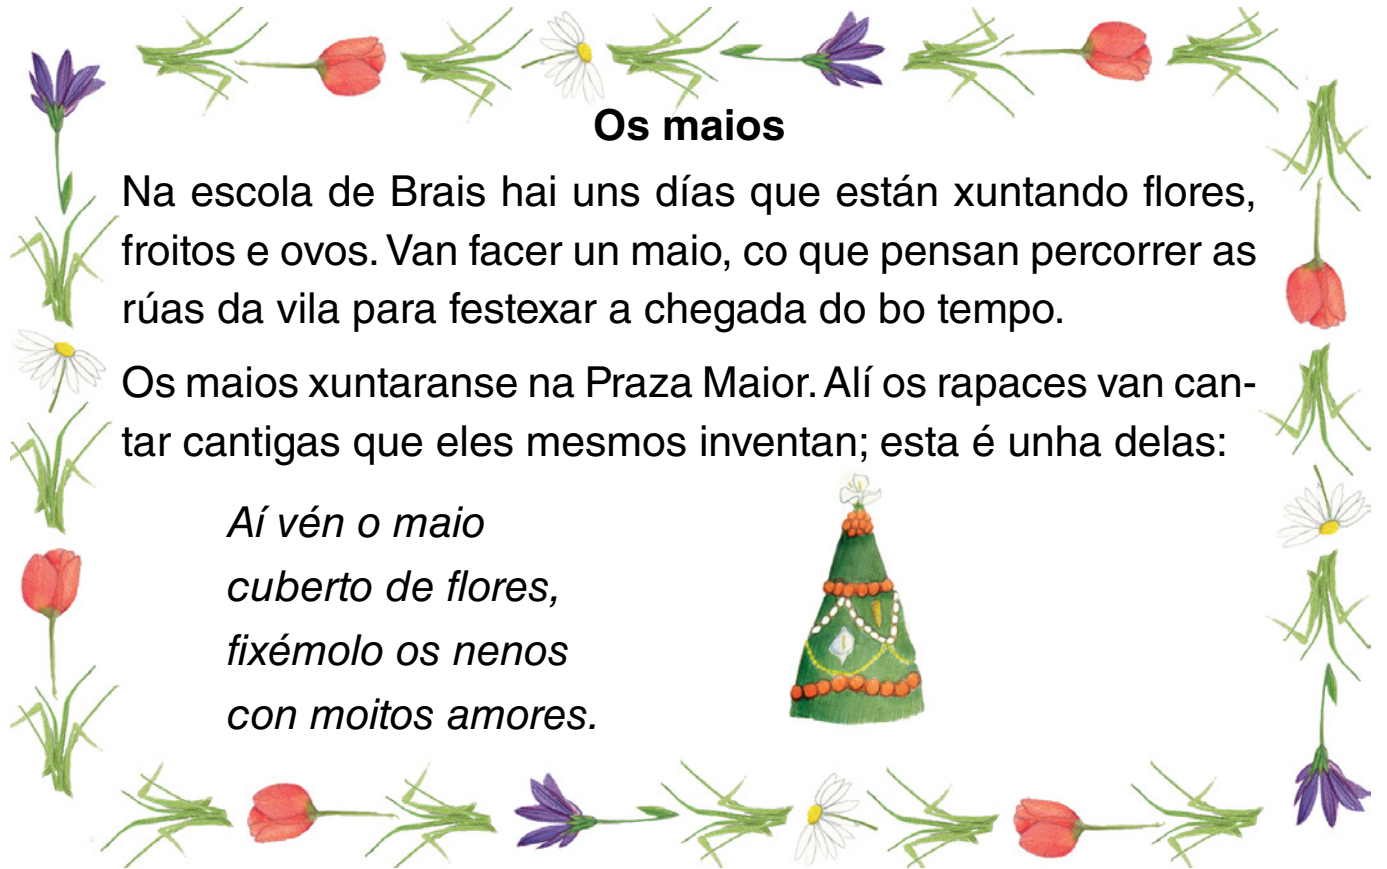 Os maios
Na escola de Brais hai uns días que están xuntando flores,
froitos e ovos. Van facer un maio, co que pensan percorrer as
rúas da vila para festexar a chegada do bo tempo.
Os maios xuntaranse na Praza Maior. Alí os rapaces van can-
tar cantigas que eles mesmos inventan; esta é unha delas:
Aí vén o maio
cuberto de flores,
fixémolo os nenos
con moitos amores.